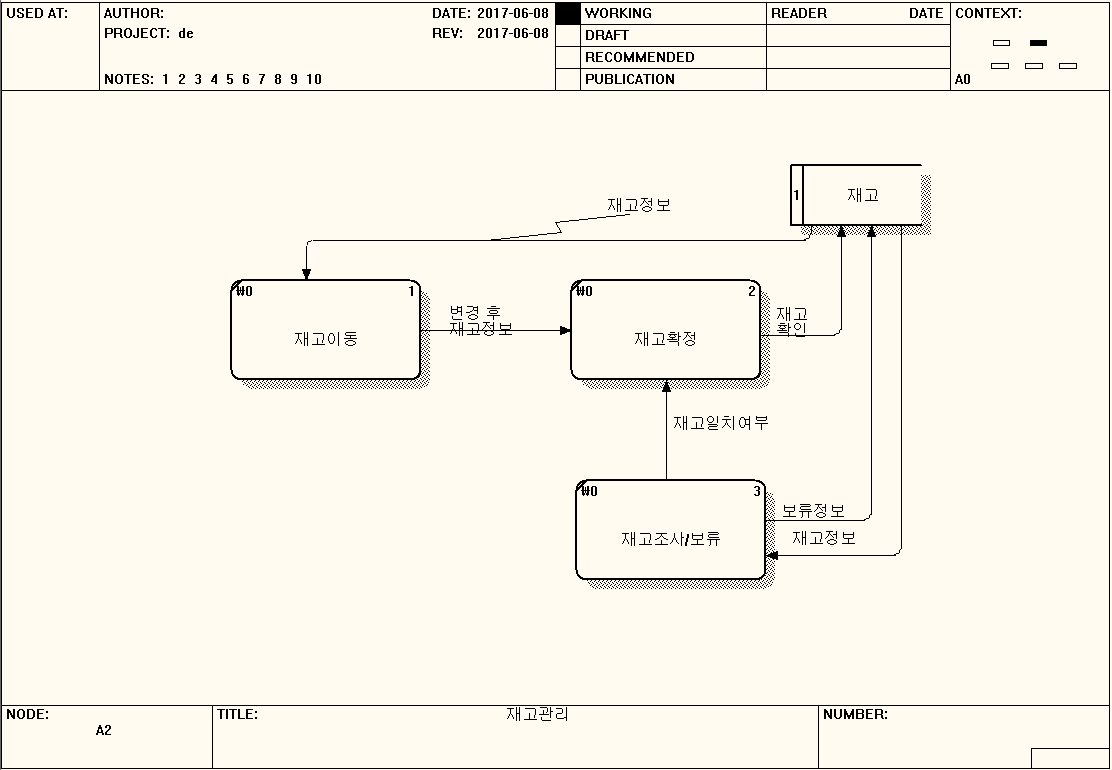 USED AT:
AUTHOR:
DATE: 2017-06-08
PROJECT: de
REV: 2017-06-08
NOTES: 1 2 3 4 5 6 7 8 9 10
WORKING
DRAFT
RECOMMENDED
PUBLICATION
READER DATE
CONTEXT:
A0
1
재고
재고정보
₩0 1
재고이동
변경 후
재고정보
₩0 2
재고확정
재고
확인
재고일치여부
₩0 3
재고조사/보류
보류정보
재고정보
NODE:
A2
TITLE:
재고관리
NUMBER: